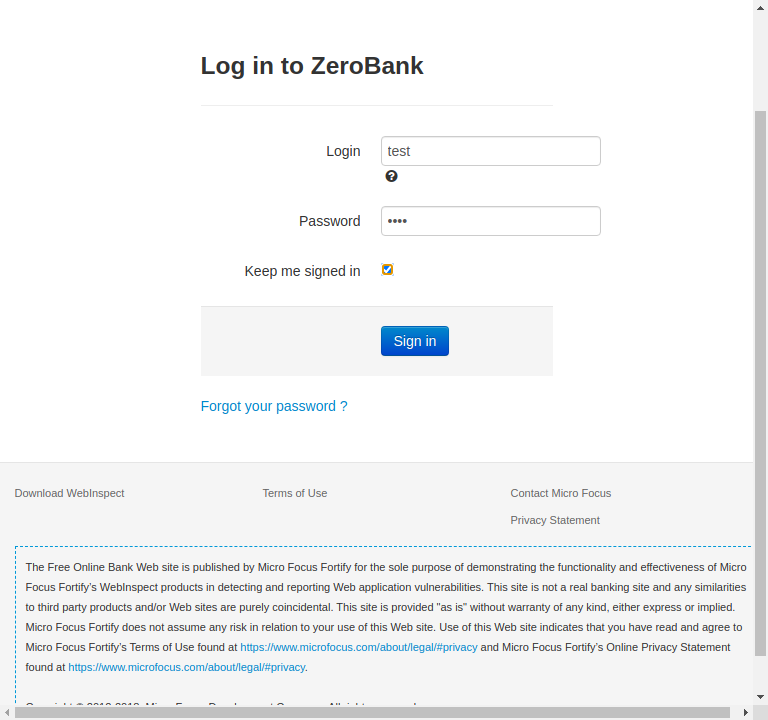 Log in to ZeroBank
Login
test
Password
••••
Keep me signed in
Sign in
Forgot your password ?
Download WebInspect
Terms of Use
Contact Micro Focus
Privacy Statement
The Free Online Bank Web site is published by Micro Focus Fortify for the sole purpose of demonstrating the functionality and effectiveness of Micro
Focus Fortify's WebInspect products in detecting and reporting Web application vulnerabilities. This site is not a real banking site and any similarities
to third party products and/or Web sites are purely coincidental. This site is provided "as is" without warranty of any kind, either express or implied.
Micro Focus Fortify does not assume any risk in relation to your use of this Web site. Use of this Web site indicates that you have read and agree to
Micro Focus Fortify's Terms of Use found at https://www.microfocus.com/about/legal/#privacy and Micro Focus Fortify's Online Privacy Statement
found at https://www.microfocus.com/about/legal/#privacy.